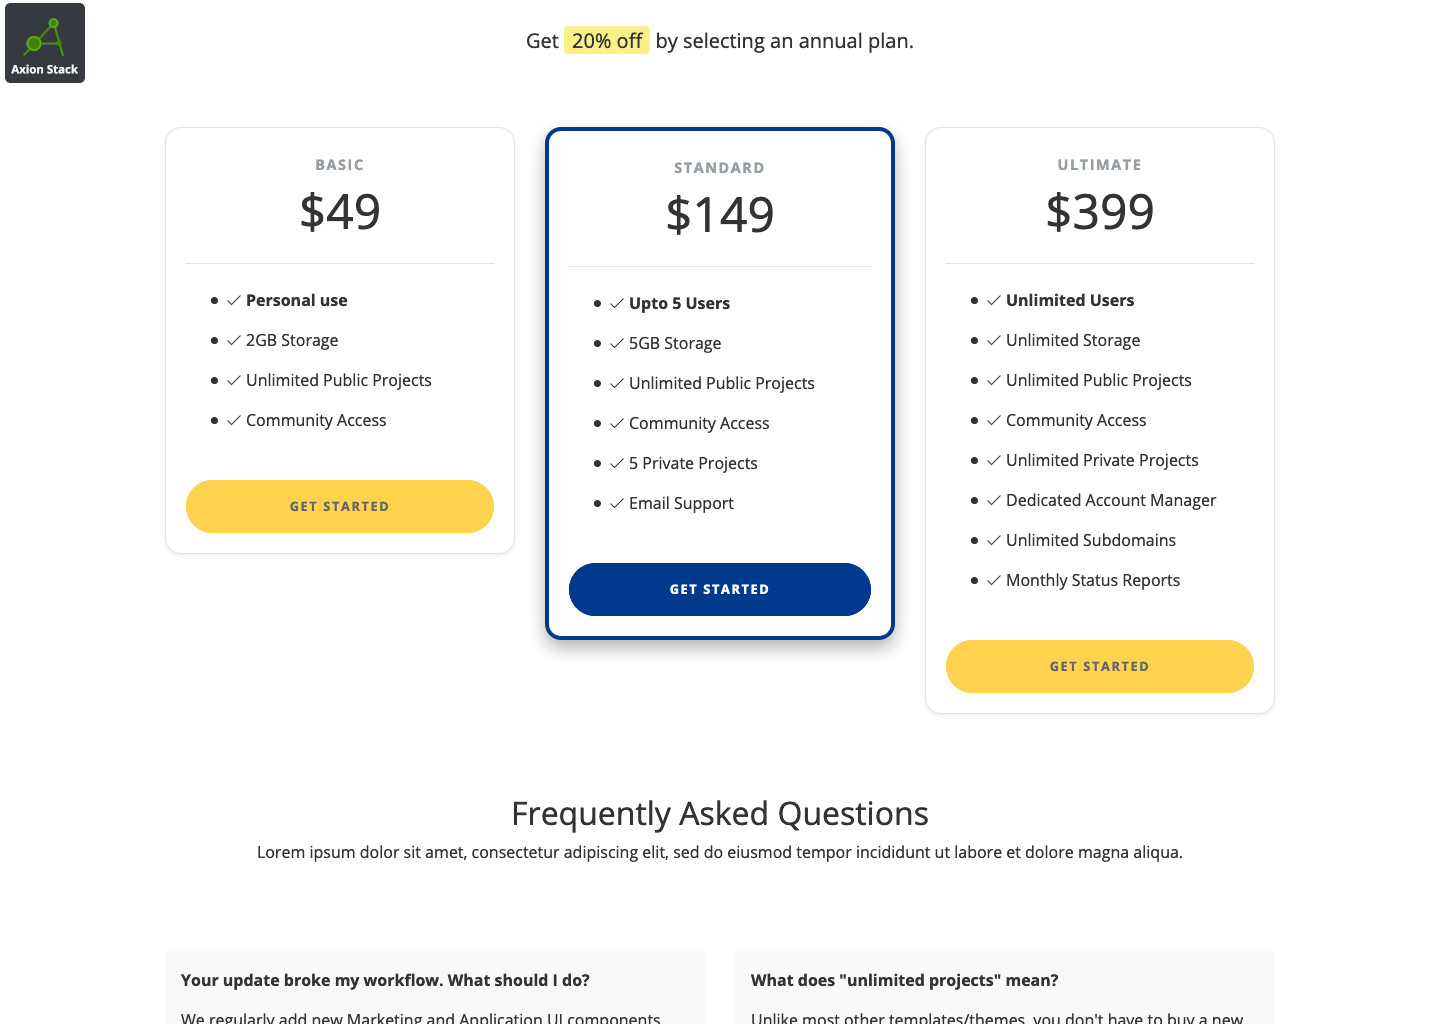 Axion Stack
Get 20% off by selecting an annual plan.
BASIC
$49
Personal use
2GB Storage
Unlimited Public Projects
Community Access
GET STARTED
STANDARD
$149
Upto 5 Users
5GB Storage
Unlimited Public Projects
Community Access
5 Private Projects
Email Support
GET STARTED
ULTIMATE
$399
Unlimited Users
Unlimited Storage
Unlimited Public Projects
Community Access
Unlimited Private Projects
Dedicated Account Manager
Unlimited Subdomains
Monthly Status Reports
GET STARTED
Frequently Asked Questions
Lorem ipsum dolor sit amet, consectetur adipiscing elit, sed do eiusmod tempor incididunt ut labore et dolore magna aliqua.
Your update broke my workflow. What should I do?
We regularly add new Marketing and Application UI components
What does "unlimited projects" mean?
Unlike most other templates/themes, you don't have to buy a new